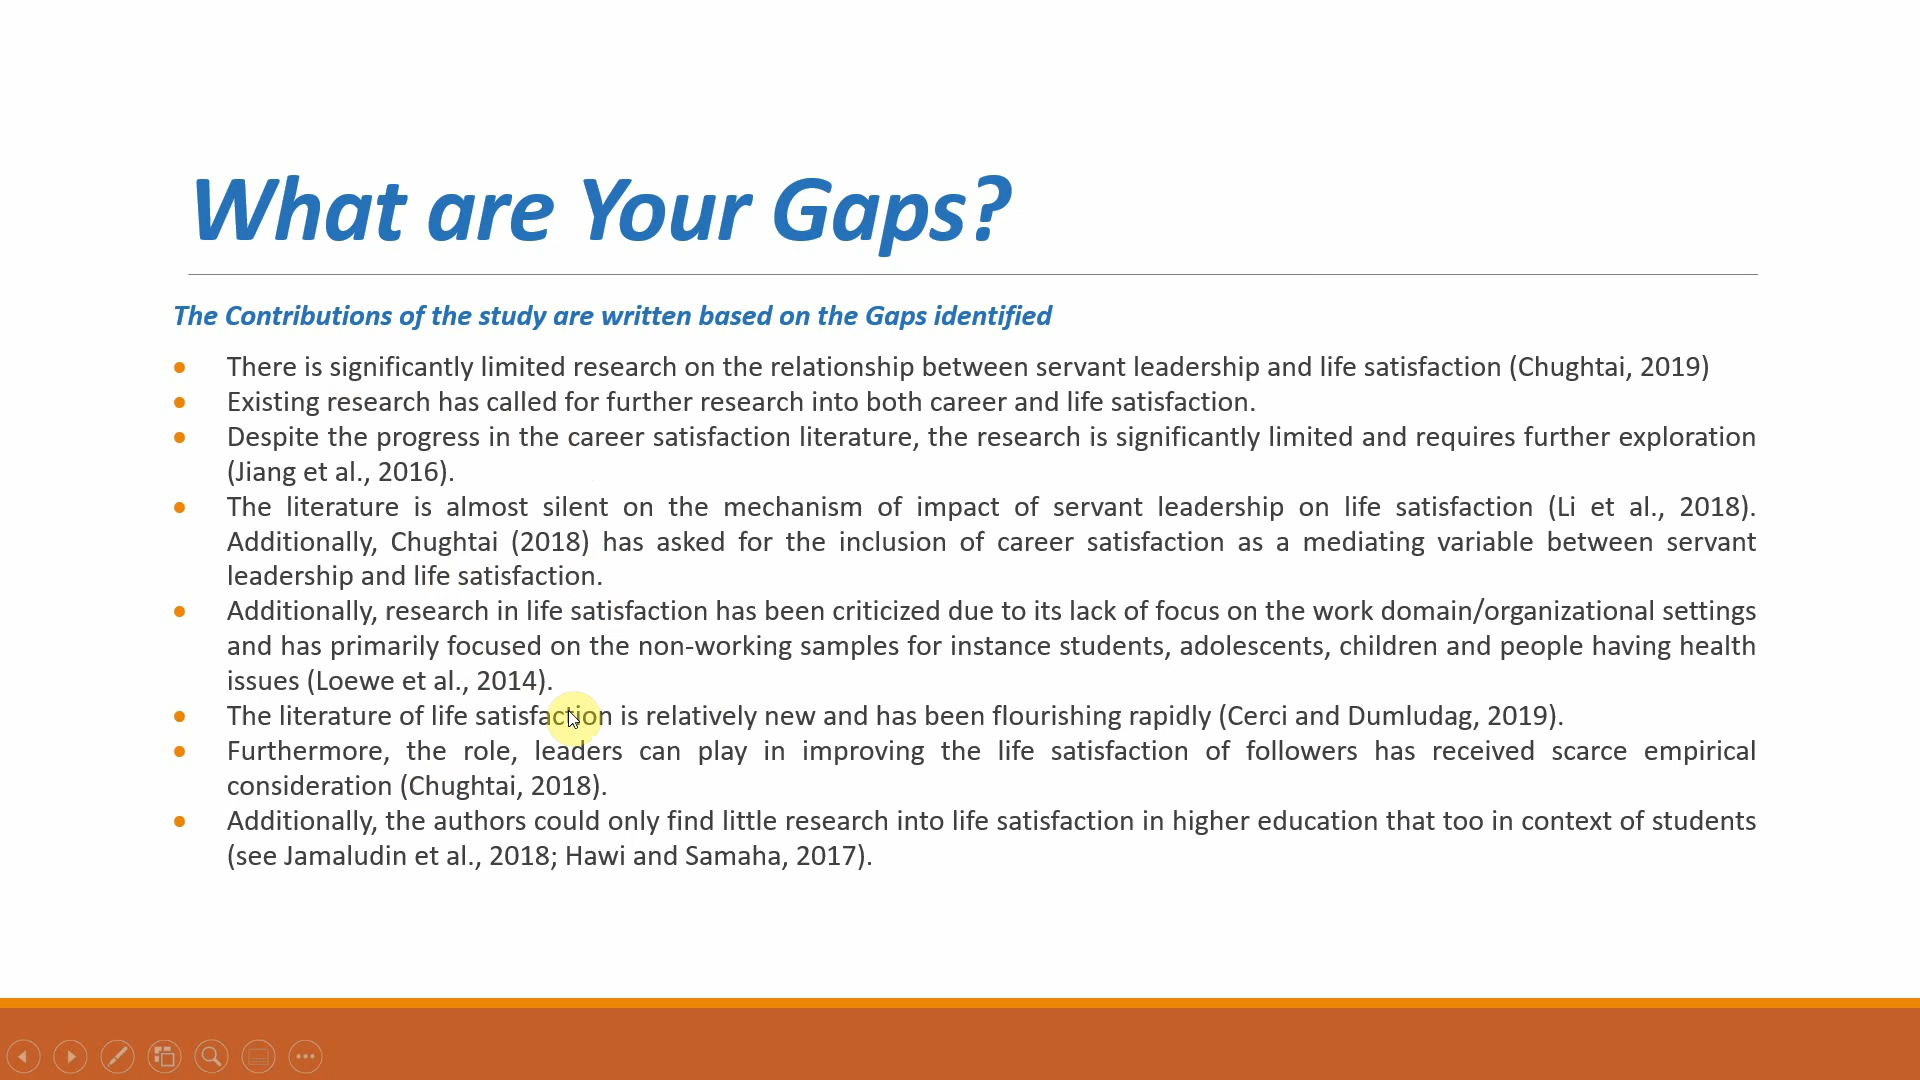 What are Your Gaps?
The Contributions of the study are written based on the Gaps identified
There is significantly limited research on the relationship between servant leadership and life satisfaction (Chughtai, 2019)
Existing research has called for further research into both career and life satisfaction.
Despite the progress in the career satisfaction literature, the research is significantly limited and requires further exploration
(Jiang et al., 2016).
The literature is almost silent on the mechanism of impact of servant leadership on life satisfaction (Li et al., 2018).
Additionally, Chughtai (2018) has asked for the inclusion of career satisfaction as a mediating variable between servant
leadership and life satisfaction.
Additionally, research in life satisfaction has been criticized due to its lack of focus on the work domain/organizational settings
and has primarily focused on the non-working samples for instance students, adolescents, children and people having health
issues (Loewe et al., 2014).
The literature of life satisfaction is relatively new and has been flourishing rapidly (Cerci and Dumludag, 2019).
Furthermore, the role, leaders can play in improving the life satisfaction of followers has received scarce empirical
consideration (Chughtai, 2018).
Additionally, the authors could only find little research into life satisfaction in higher education that too in context of students
(see Jamaludin et al., 2018; Hawi and Samaha, 2017).